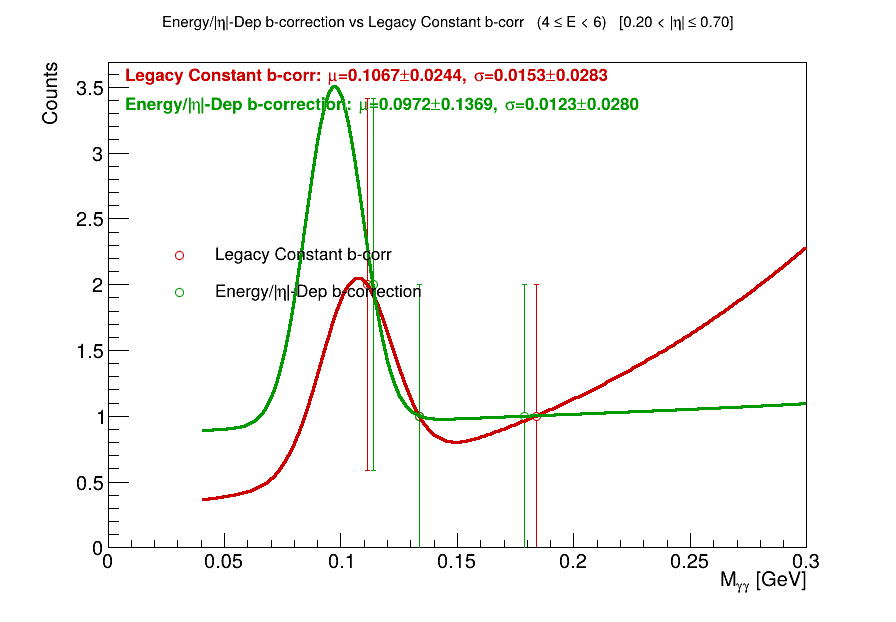 Energy/|η|-Dep b-correction vs Legacy Constant b-corr (4 ≤ E < 6) [0.20 < |η| ≤ 0.70]
Counts
Legacy Constant b-corr: μ=0.1067±0.0244, σ=0.0153±0.0283
Energy/|η|-Dep b-correction: μ=0.0972±0.1369, σ=0.0123±0.0280
3.5
3
2.5
Legacy Constant b-corr
2
Energy/|η|-Dep b-correction
1.5
1
0.5
0
0 0.05 0.1 0.15 0.2 0.25 0.3
Mγγ [GeV]